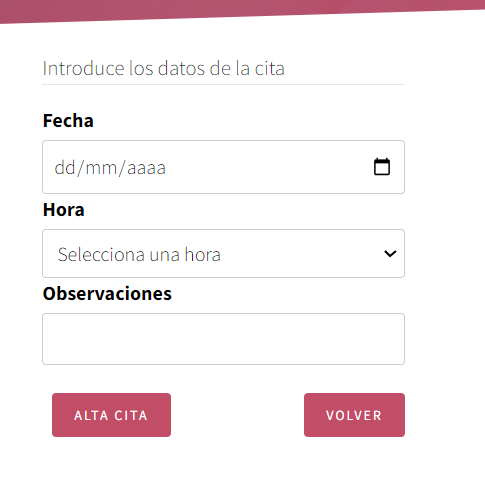 Introduce los datos de la cita
Fecha
dd/mm/aaaa
Hora
Selecciona una hora
Observaciones
ALTA CITA
VOLVER